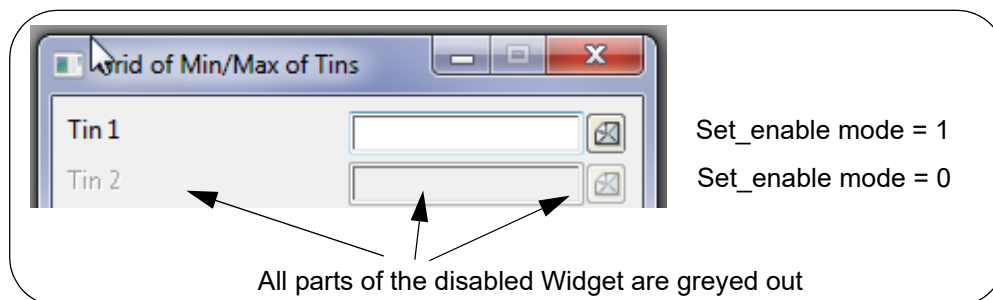 rid of Min/Max of Tins
Tin 1
Set_enable mode = 1
Tin 2
Set_enable mode = 0
All parts of the disabled Widget are greyed out